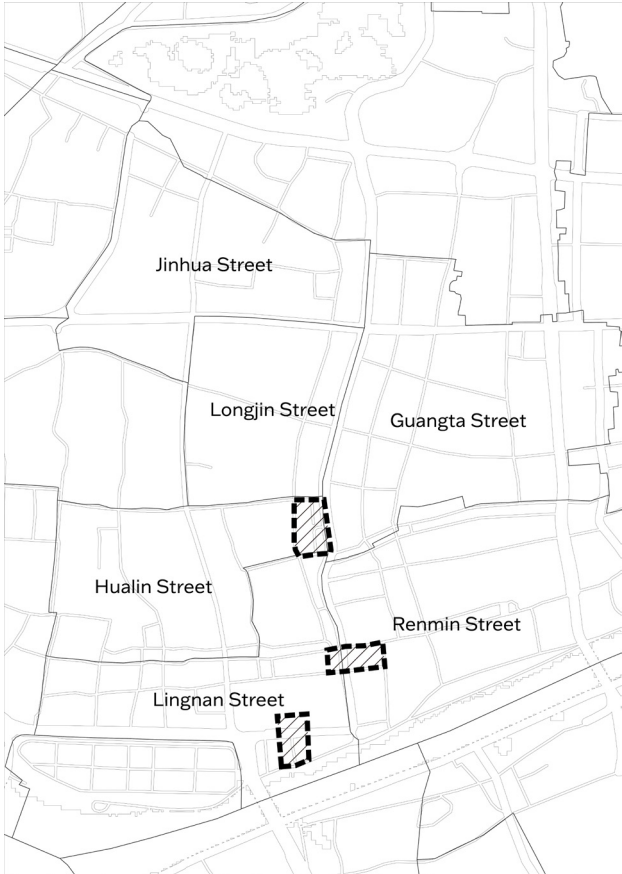 Jinhua Street
Longjin Street
Guangta Street
Hualin Street
Renmin Street
Lingnan Street